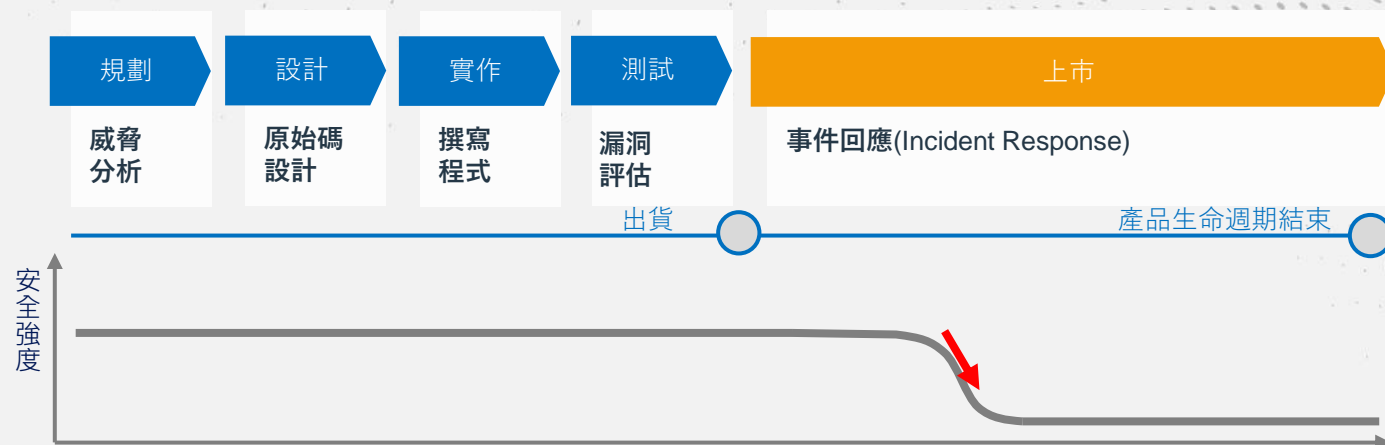 規劃
設計
實作
測試
上市
威脅
分析
原始碼
設計
撰寫
程式
漏洞
評估
事件回應(Incident Response)
出貨
產品生命週期結束
安全強度